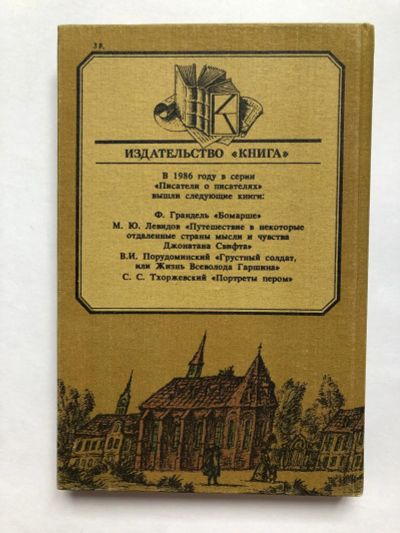 3 р.
К
ИЗДАТЕЛЬСТВО «КНИГА»
В 1986 году в серии
«Писатели о писателях»
вышли следующие книги:
Ф. Грандель «Бомарше»
М. Ю. Левидов «Путешествие в некоторые
отдаленные страны мысли и чувства
Джонатана Свифта»
В.И. Порудоминский «Грустный солдат,
или Жизнь Всеволода Гаршина»
С. С. Тхоржевский «Портреты пером»